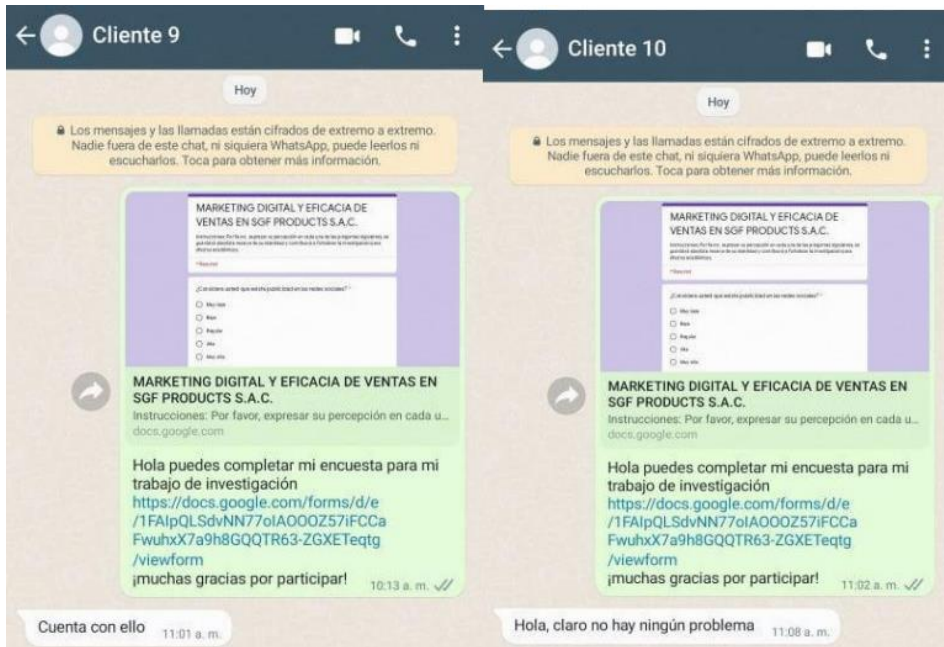 Cliente 9
Hoy
Los mensajes y las llamadas están cifrados de extremo a extremo.
Nadie fuera de este chat, ni siquiera WhatsApp, puede leerlos ni
escucharlos. Toca para obtener más información.
MARKETING DIGITAL Y EFICACIA DE
VENTAS EN SGF PRODUCTS S.A.C.
MARKETING DIGITAL Y EFICACIA DE VENTAS EN
SGF PRODUCTS S.A.C.
Instrucciones: Por favor, expresar su percepción en cada u...
docs.google.com
Hola puedes completar mi encuesta para mi
trabajo de investigación
https://docs.google.com/forms/d/e
/1FAIpQLSdvNN77oIAOOOZ57iFCCa
FwuhxX7a9h8GQQTR63-ZGXETeqtg
/viewform
¡muchas gracias por participar!
10:13 a. m.
Cuenta con ello
11:01 a. m.
Cliente 10
Hoy
Los mensajes y las llamadas están cifrados de extremo a extremo.
Nadie fuera de este chat, ni siquiera WhatsApp, puede leerlos ni
escucharlos. Toca para obtener más información.
MARKETING DIGITAL Y EFICACIA DE
VENTAS EN SGF PRODUCTS S.A.C.
MARKETING DIGITAL Y EFICACIA DE VENTAS EN
SGF PRODUCTS S.A.C.
Instrucciones: Por favor, expresar su percepción en cada u...
docs.google.com
Hola puedes completar mi encuesta para mi
trabajo de investigación
https://docs.google.com/forms/d/e
/1FAIpQLSdvNN77oIAOOOZ57iFCCa
FwuhxX7a9h8GQQTR63-ZGXETeqtg
/viewform
¡muchas gracias por participar!
11:02 a. m.
Hola, claro no hay ningún problema
11:08 a. m.